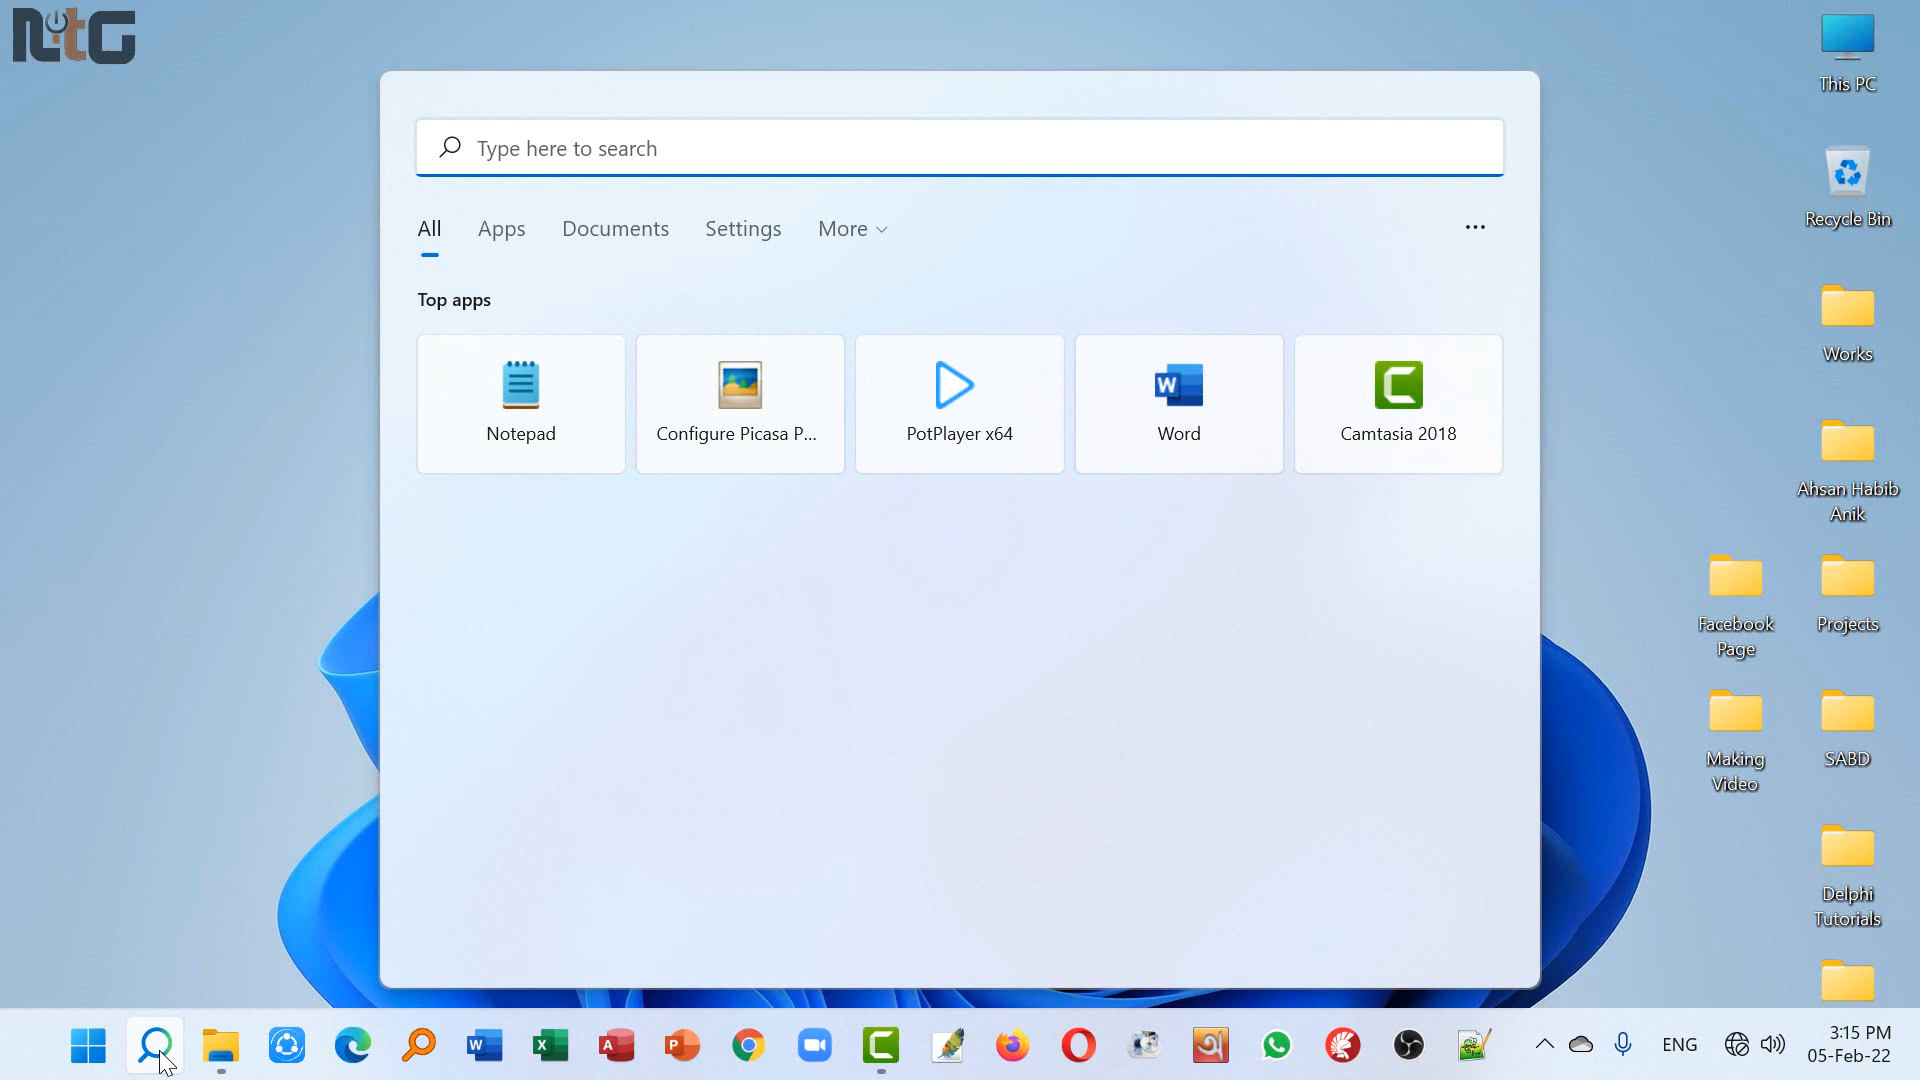 NtG
This PC
Type here to search
Recycle Bin
All Apps Documents Settings More
Top apps
Notepad
Configure Picasa P...
PotPlayer x64
Word
Camtasia 2018
Works
Ahsan Habib
Anik
Facebook
Page
Projects
Making
Video
SABD
Delphi
Tutorials
ENG
3:15 PM
05-Feb-22